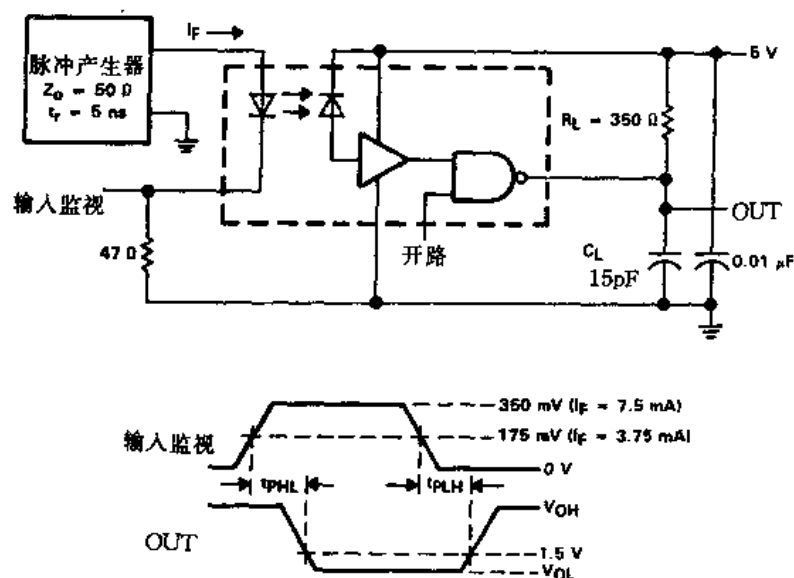 脉冲产生器
Z₀ = 50 Ω
tᵣ = 5 ns
I_F
5 V
R_L = 350 Ω
输入监视
47 Ω
开路
OUT
C_L
15pF
0.01 μF
输入监视
350 mV (I_F = 7.5 mA)
175 mV (I_F = 3.75 mA)
0 V
t_PHL
t_PLH
OUT
V_OH
1.5 V
V_OL